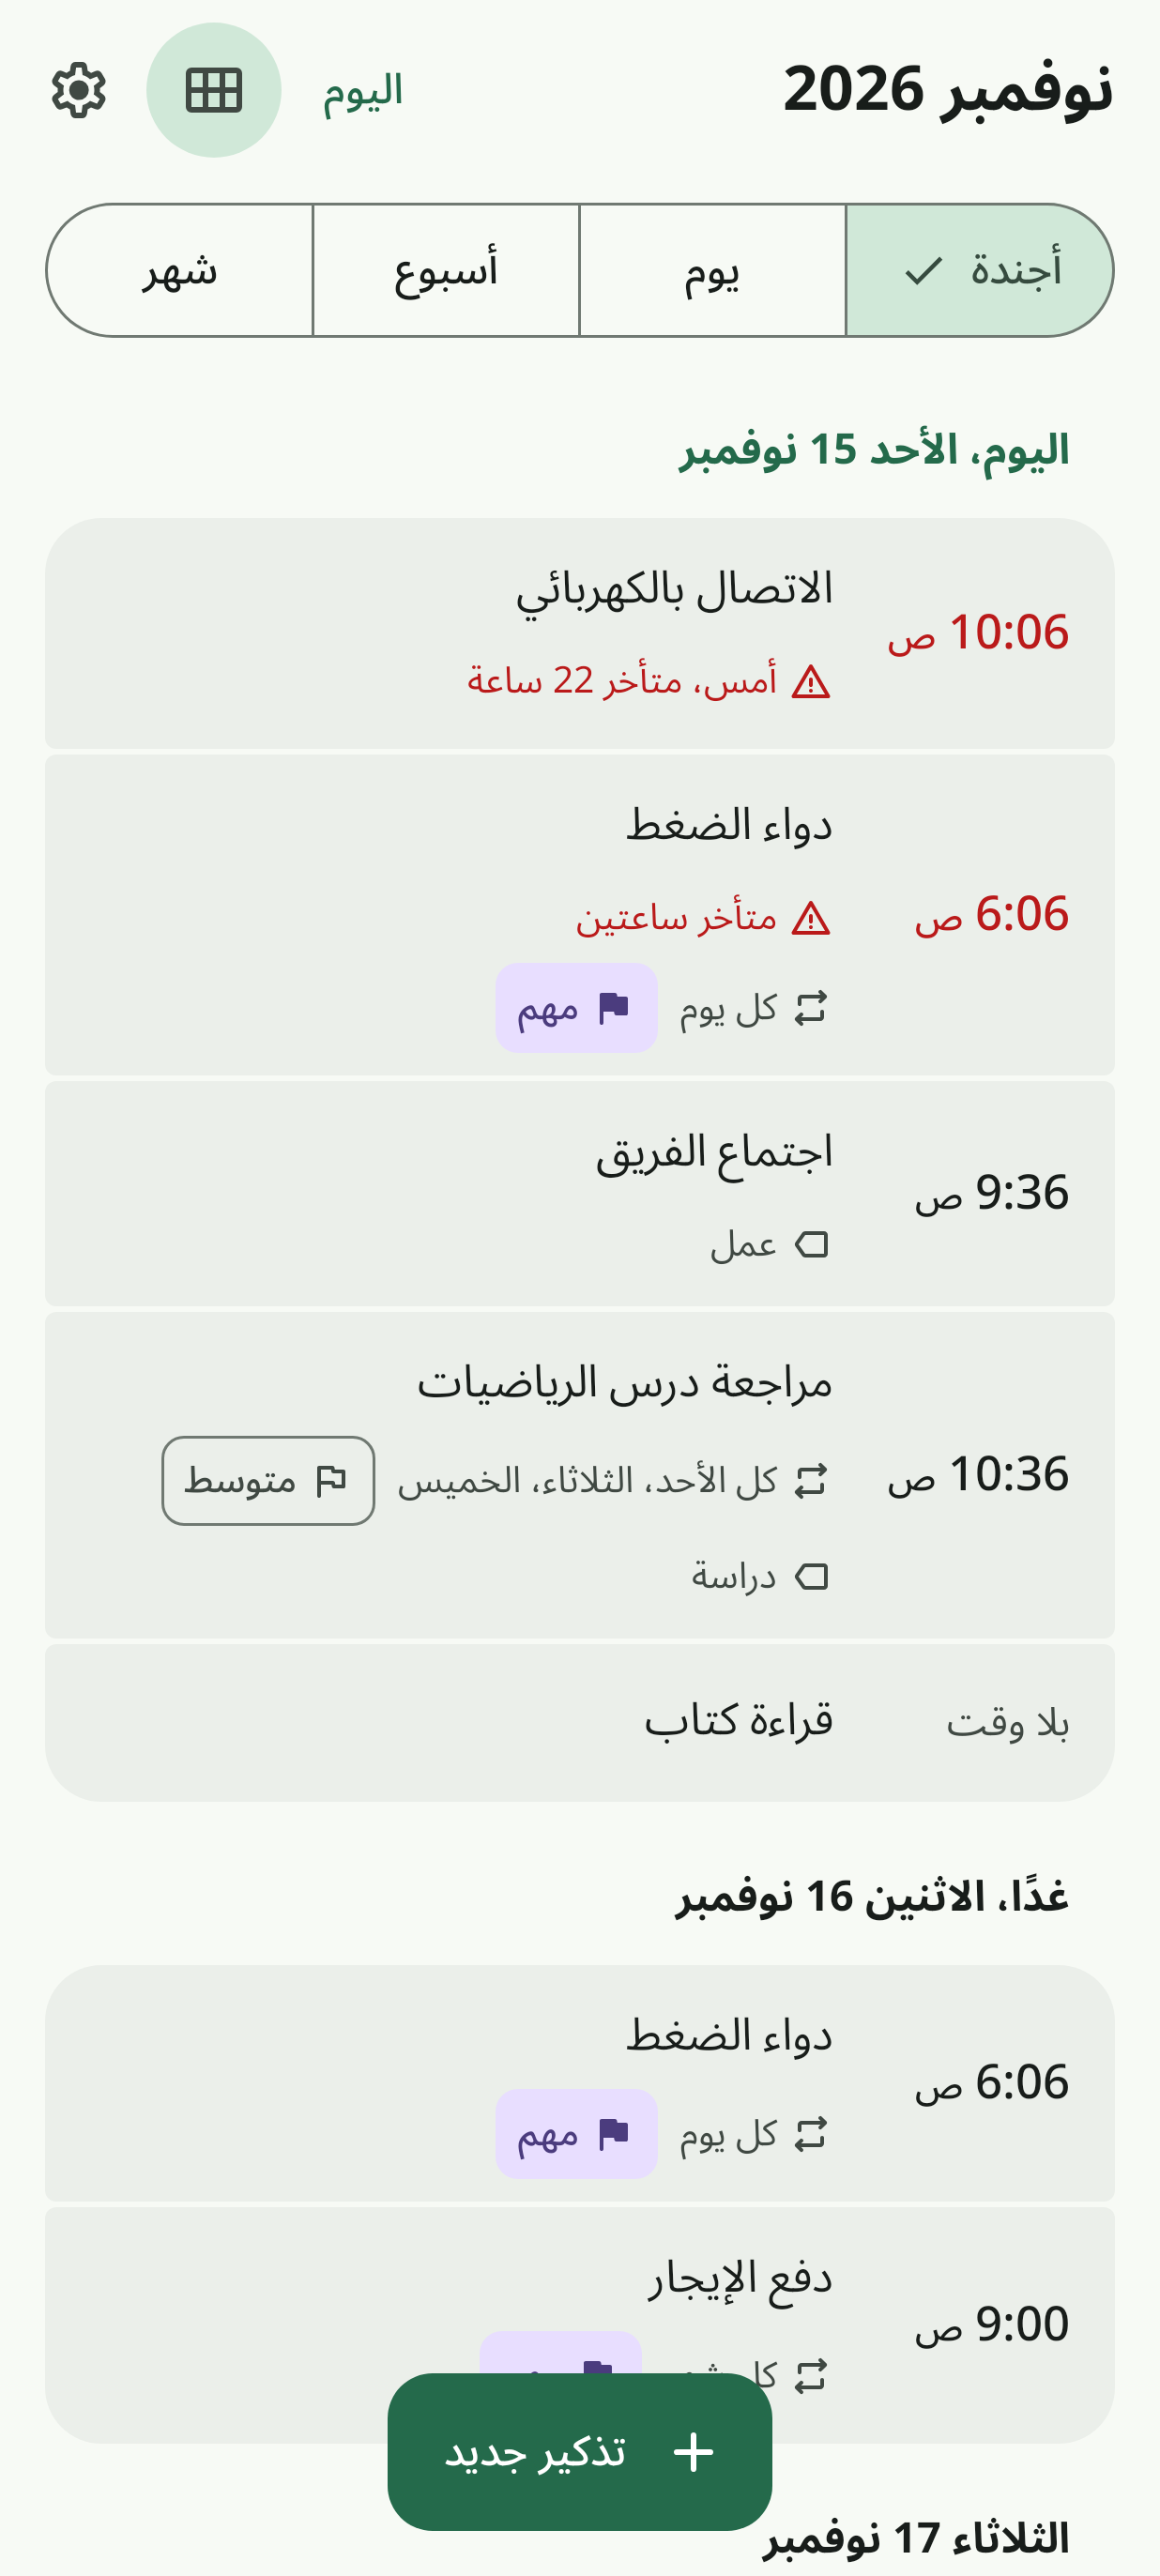 نوفمبر 2026
اليوم
أجندة
يوم
أسبوع
شهر
اليوم، الأحد 15 نوفمبر
10:06 ص
الاتصال بالكهربائي
أمس، متأخر 22 ساعة
دواء الضغط
6:06 ص
متأخر ساعتين
كل يوم
مهم
اجتماع الفريق
9:36 ص
عمل
مراجعة درس الرياضيات
10:36 ص
كل الأحد، الثلاثاء، الخميس
متوسط
دراسة
بلا وقت
قراءة كتاب
غدًا، الاثنين 16 نوفمبر
دواء الضغط
6:06 ص
كل يوم
مهم
دفع الإيجار
9:00 ص
كل
تذكير جديد
الثلاثاء 17 نوفمبر